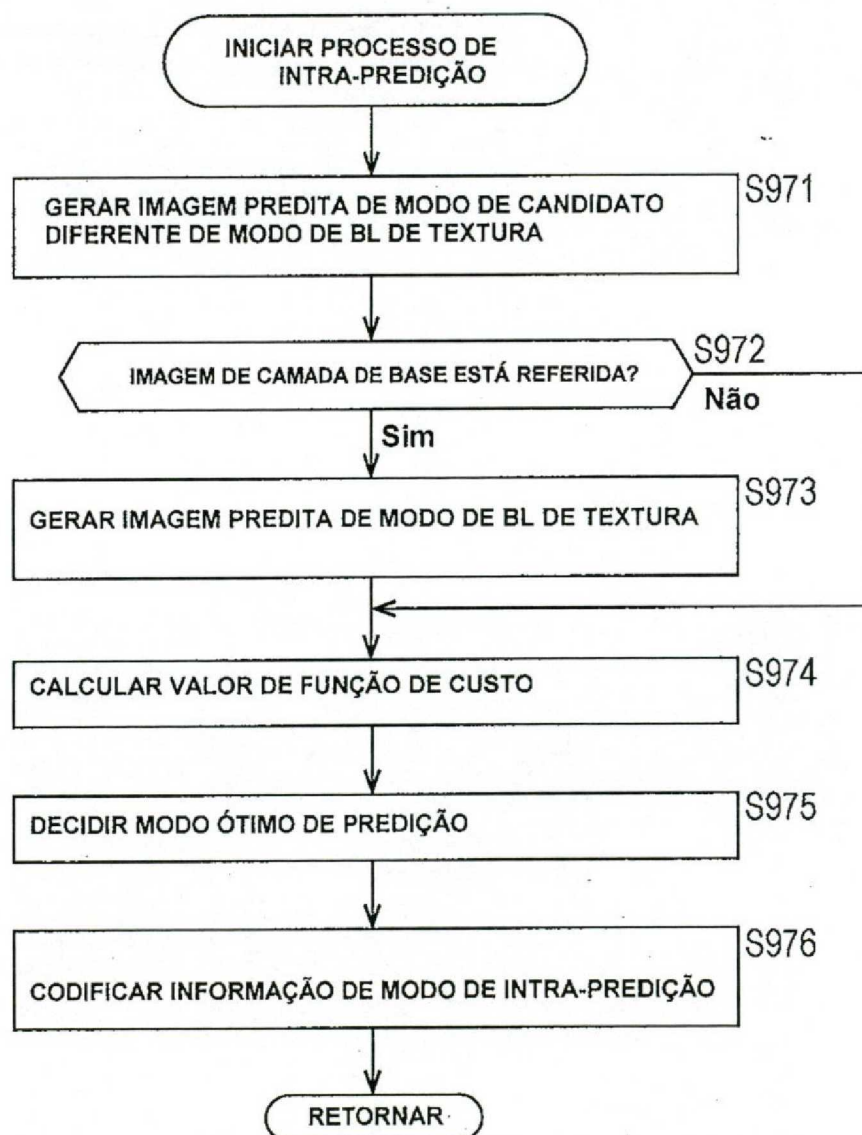 INICIAR PROCESSO DE
INTRA-PREDIÇÃO
S971
GERAR IMAGEM PREDITA DE MODO DE CANDIDATO
DIFERENTE DE MODO DE BL DE TEXTURA
S972
IMAGEM DE CAMADA DE BASE ESTÁ REFERIDA?
Não
Sim
S973
GERAR IMAGEM PREDITA DE MODO DE BL DE TEXTURA
S974
CALCULAR VALOR DE FUNÇÃO DE CUSTO
S975
DECIDIR MODO ÓTIMO DE PREDIÇÃO
S976
CODIFICAR INFORMAÇÃO DE MODO DE INTRA-PREDIÇÃO
RETORNAR